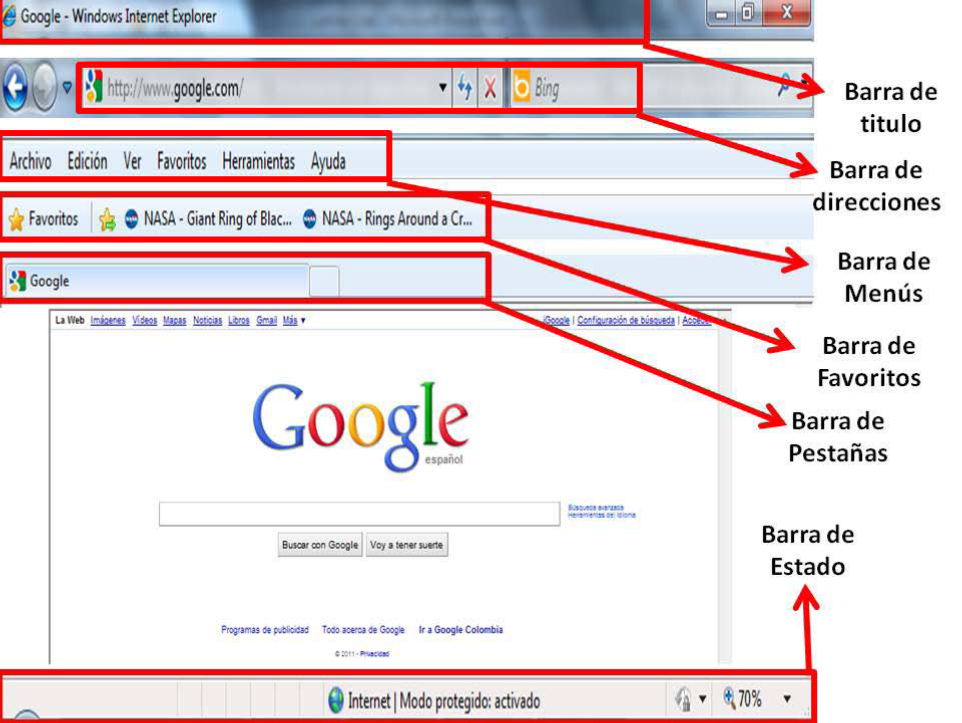 Google - Windows Internet Explorer
http://www.google.com/
Bing
Barra de
titulo
Archivo Edición Ver Favoritos Herramientas Ayuda
Barra de
direcciones
Favoritos NASA - Giant Ring of Blac... NASA - Rings Around a Cr...
Barra de
Menús
Google
La Web Imágenes Vídeos Mapas Noticias Libros Gmail Más ▾ iGoogle | Configuración de búsqueda | Acceder
Barra de
Favoritos
Google
español
Barra de
Pestañas
Búsqueda avanzada
Herramientas del idioma
Buscar con Google Voy a tener suerte
Barra de
Estado
Programas de publicidad Todo acerca de Google Ir a Google Colombia
© 2011 - Privacidad
Internet | Modo protegido: activado 70%